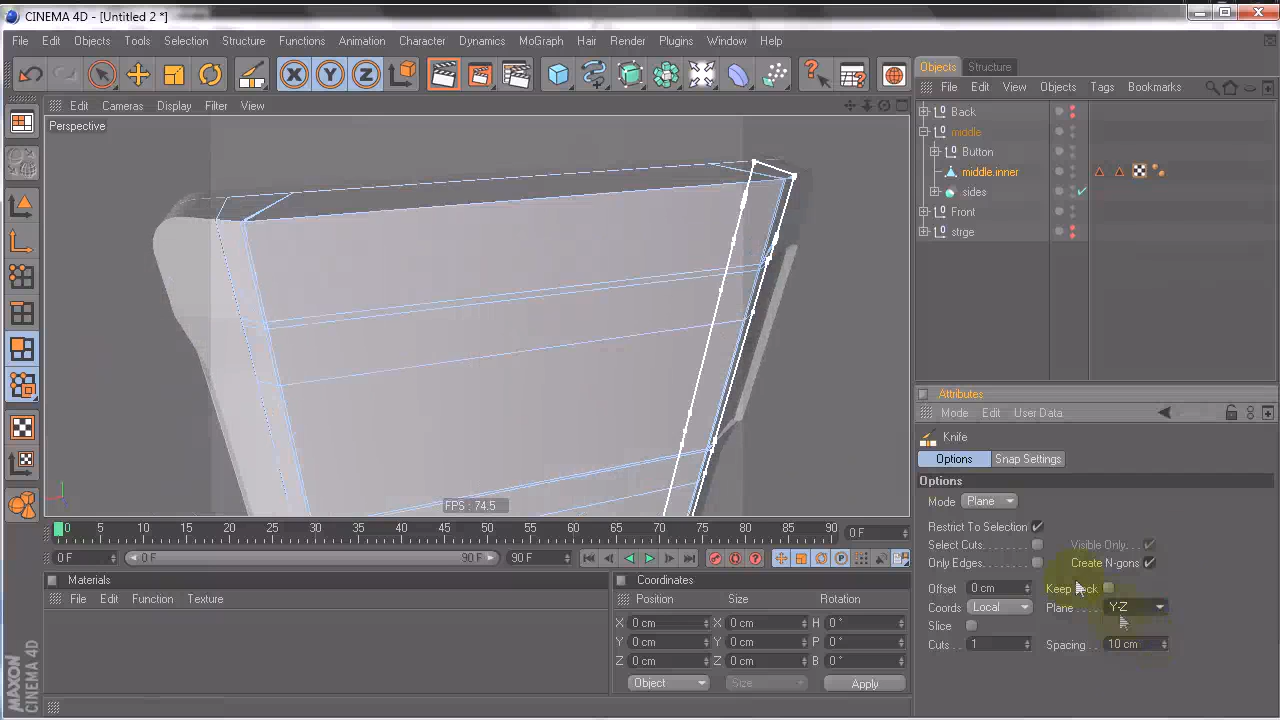 CINEMA 4D - [Untitled 2 *]
File Edit Objects Tools Selection Structure Functions Animation Character Dynamics MoGraph Hair Render Plugins Window Help
Objects Structure
Edit Cameras Display Filter View
File Edit View Objects Tags Bookmarks
Perspective
Back
middle
Button
middle.inner
sides
Front
strge
Attributes
Mode Edit User Data
Knife
Options Snap Settings
Options
Mode Plane
Restrict To Selection
Select Cuts Visible Only
Only Edges Create N-gons
Offset 0 cm Keep
Coords Local Plane Y-Z
Slice
Cuts 1 Spacing 10 cm
FPS : 74.5
0 5 10 15 20 25 30 35 40 45 50 55 60 65 70 75 80 85 90 0 F
0 F 0 F 90 F 90 F
Materials
File Edit Function Texture
Coordinates
Position Size Rotation
X 0 cm X 0 cm H 0 °
Y 0 cm Y 0 cm P 0 °
Z 0 cm Z 0 cm B 0 °
Object Size Apply
MAXON
CINEMA 4D